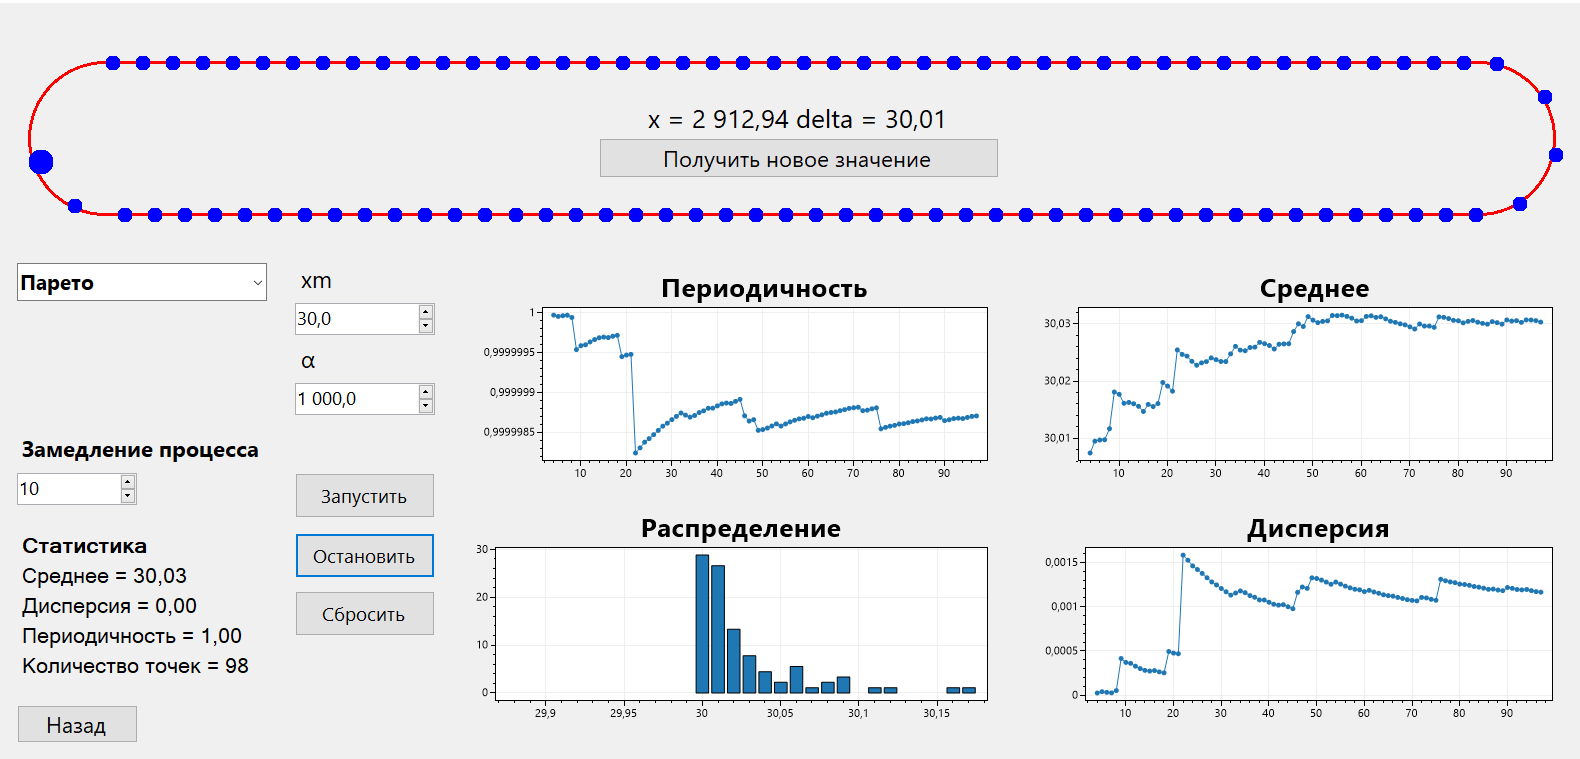 x = 2 912,94 delta = 30,01
Получить новое значение
Парето
xm
30,0
α
1 000,0
Замедление процесса
10
Запустить
Остановить
Сбросить
Статистика
Среднее = 30,03
Дисперсия = 0,00
Периодичность = 1,00
Количество точек = 98
Назад
Периодичность
1
0,9999995
0,999999
0,9999985
10 20 30 40 50 60 70 80 90
Среднее
30,03
30,02
30,01
10 20 30 40 50 60 70 80 90
Распределение
30
20
10
0
29,9 29,95 30 30,05 30,1 30,15
Дисперсия
0,0015
0,001
0,0005
0
10 20 30 40 50 60 70 80 90